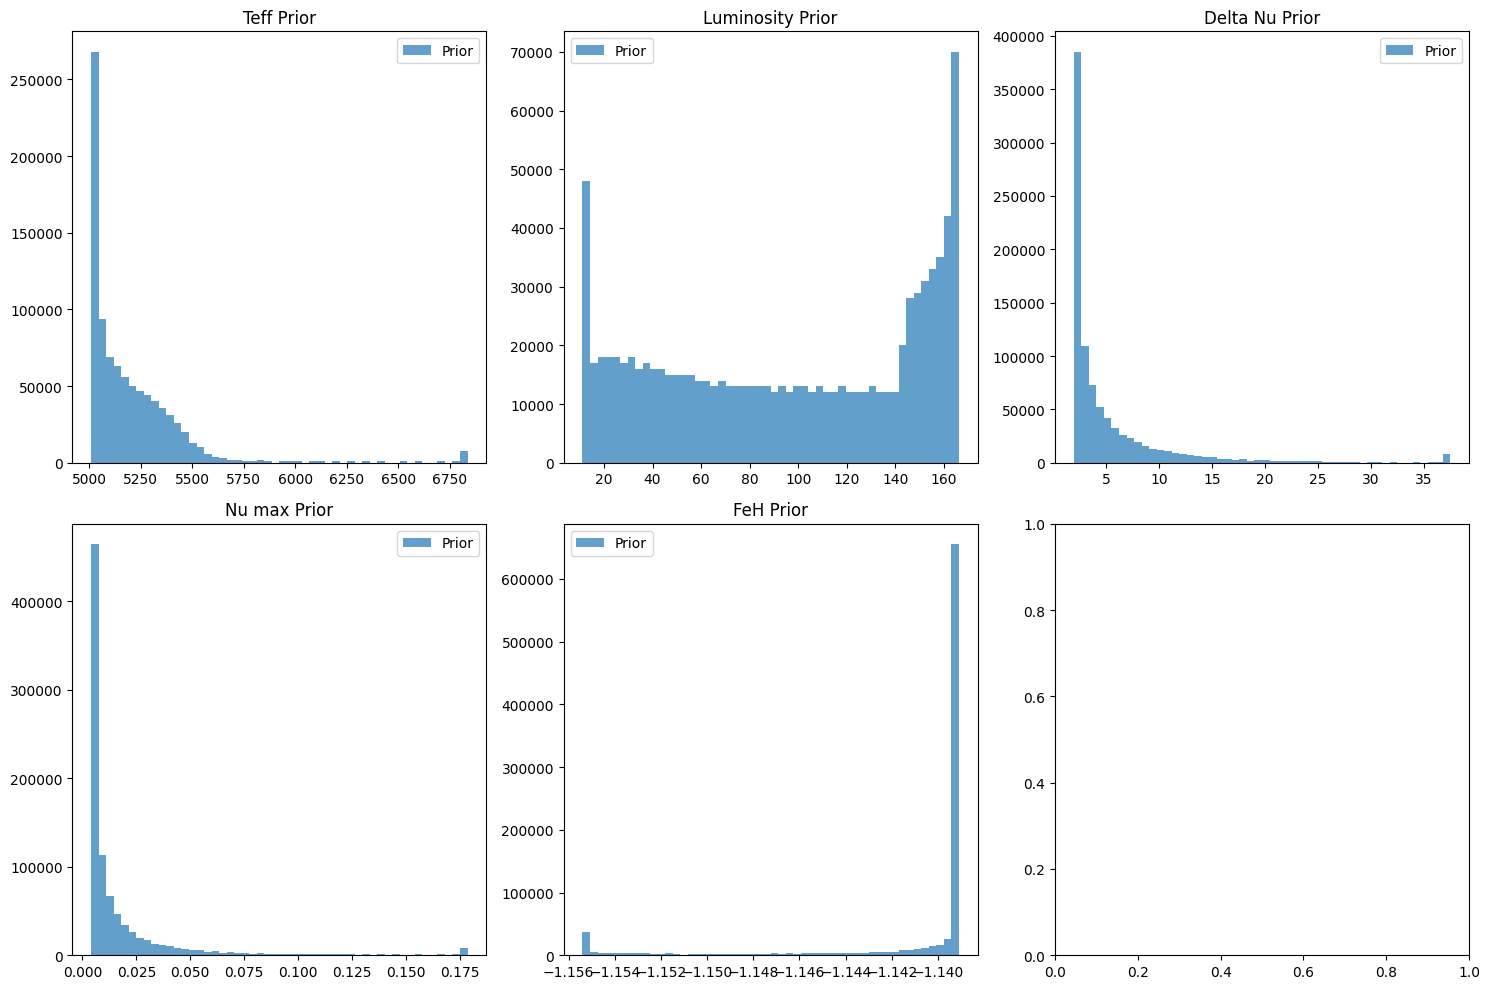 Teff Prior
Prior
250000
200000
150000
100000
50000
0
5000 5250 5500 5750 6000 6250 6500 6750
Luminosity Prior
Prior
70000
60000
50000
40000
30000
20000
10000
0
20 40 60 80 100 120 140 160
Delta Nu Prior
Prior
400000
350000
300000
250000
200000
150000
100000
50000
0
5 10 15 20 25 30 35
Nu max Prior
Prior
400000
300000
200000
100000
0
0.000 0.025 0.050 0.075 0.100 0.125 0.150 0.175
FeH Prior
Prior
600000
500000
400000
300000
200000
100000
0
−1.156 −1.154 −1.152 −1.150 −1.148 −1.146 −1.144 −1.142 −1.140
1.0
0.8
0.6
0.4
0.2
0.0
0.0 0.2 0.4 0.6 0.8 1.0